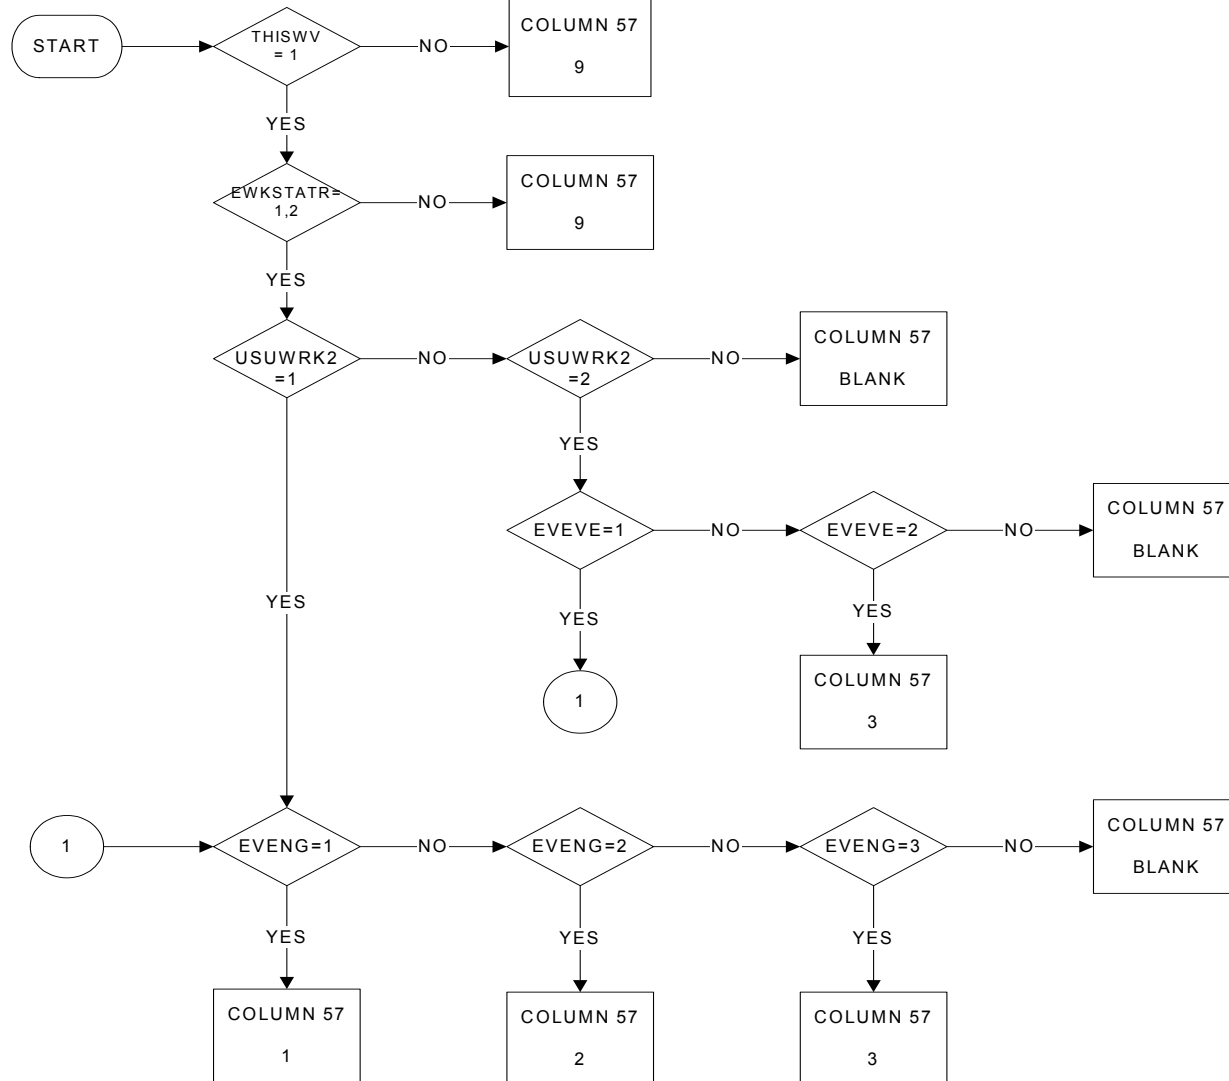 START
THISWV
= 1
NO
COLUMN 57
9
YES
EWKSTATR=
1,2
NO
COLUMN 57
9
YES
USUWRK2
=1
NO
USUWRK2
=2
NO
COLUMN 57
BLANK
YES
EVEVE=1
NO
EVEVE=2
NO
COLUMN 57
BLANK
YES
YES
YES
1
COLUMN 57
3
1
EVENG=1
NO
EVENG=2
NO
EVENG=3
NO
COLUMN 57
BLANK
YES
YES
YES
COLUMN 57
1
COLUMN 57
2
COLUMN 57
3